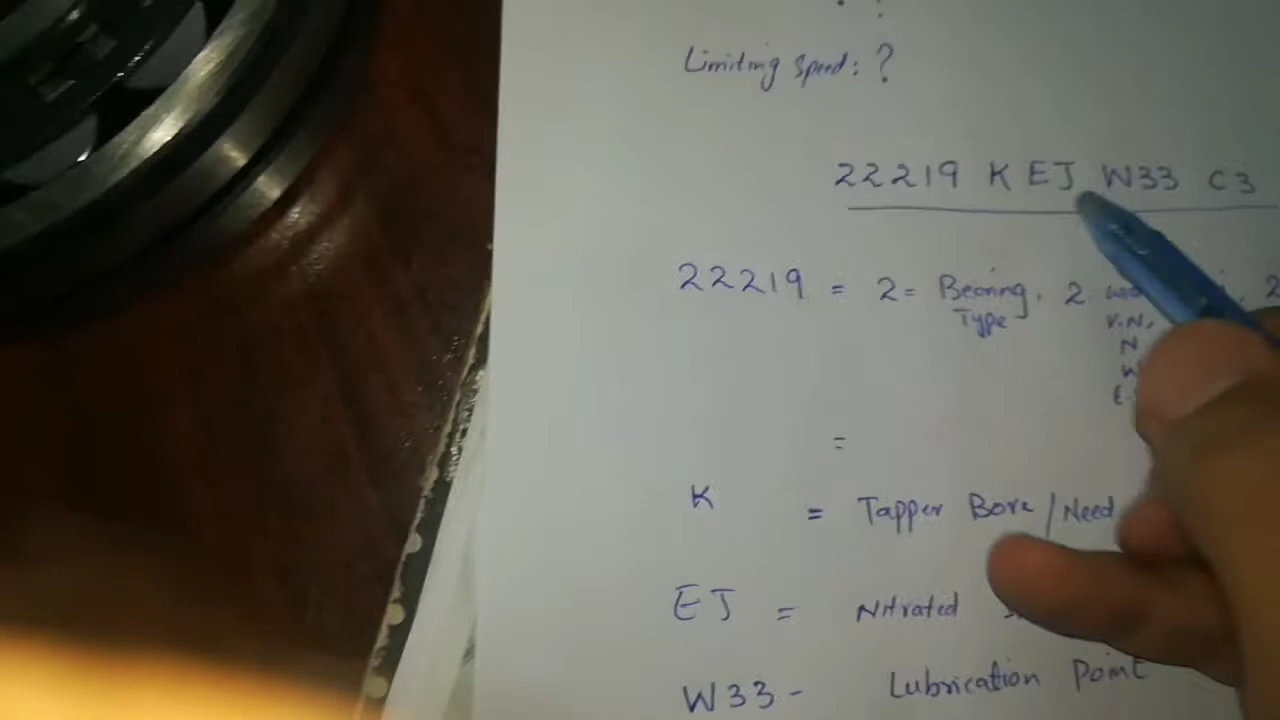 Limiting Speed: ?
22219 K EJ W33 C3
22219 = 2 = Bearing. 2
Type V.N,
N
=
K = Tapper Bore/Need
EJ = Nitrated
W33 - Lubrication Point